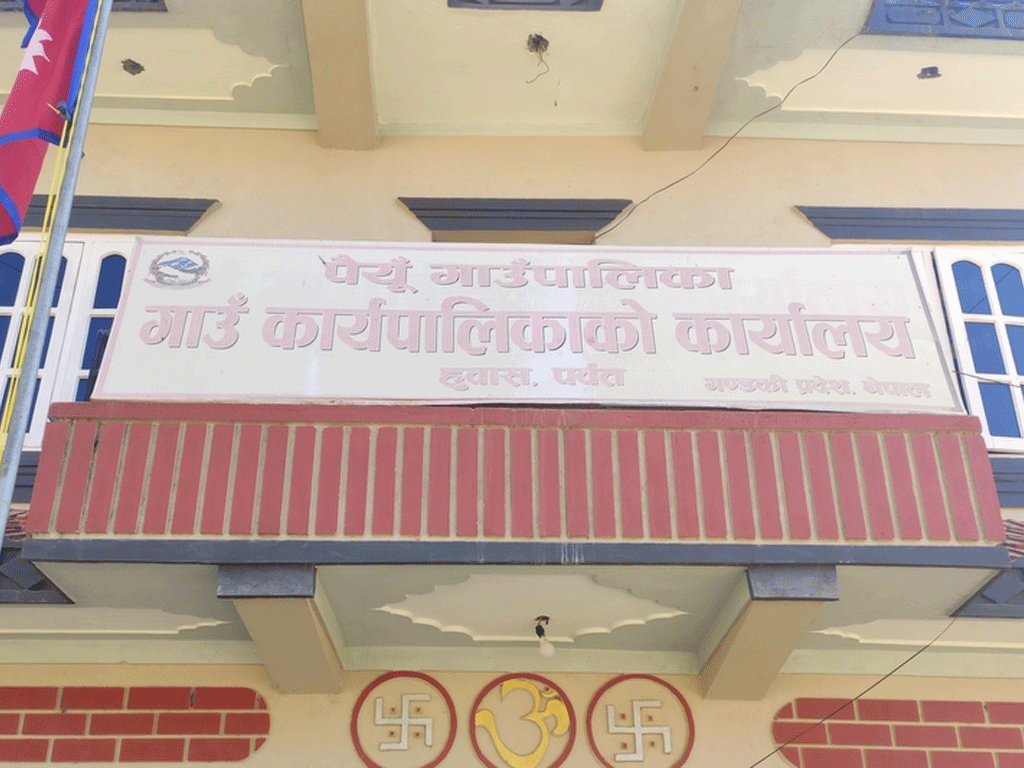 पैयूँ गाउँपालिका
गाउँ कार्यपालिकाको कार्यालय
हुवास, पर्वत
गण्डकी प्रदेश, नेपाल
ॐ